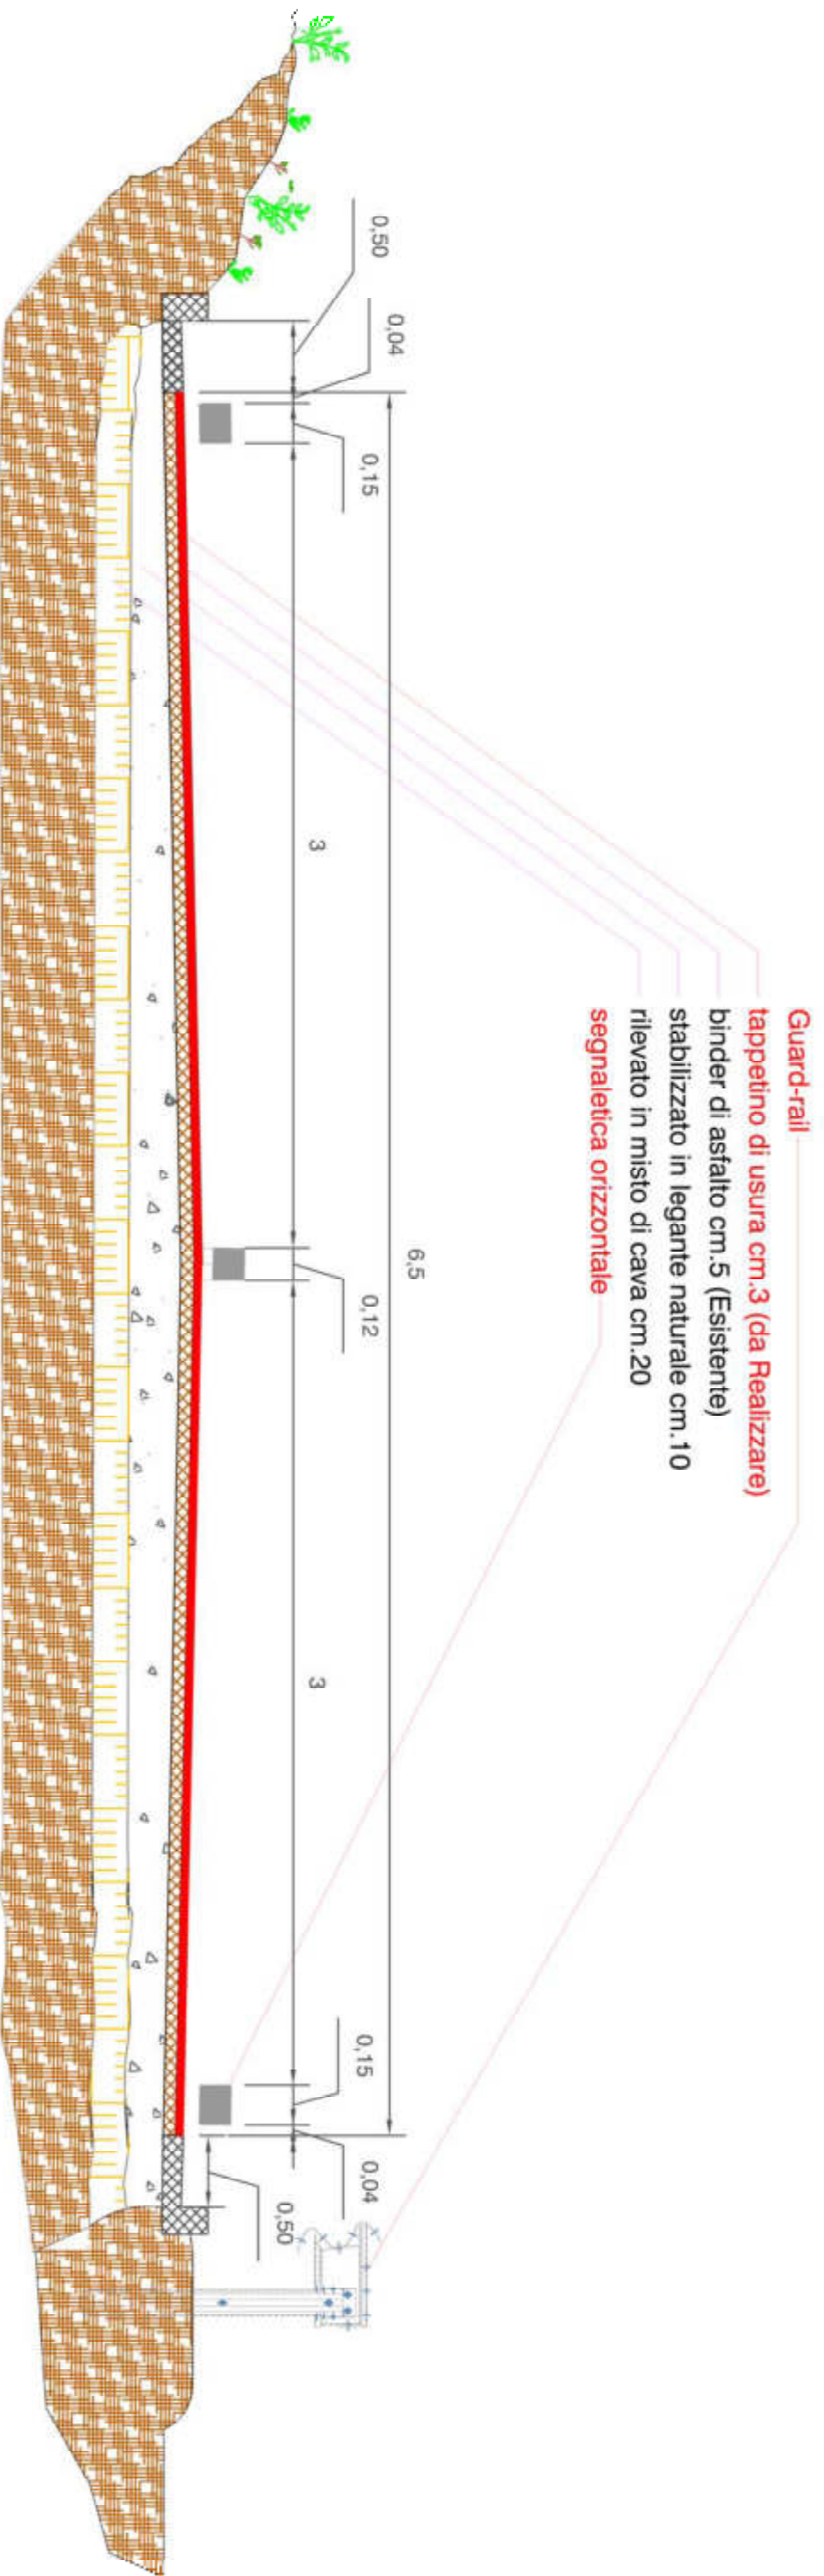 Guard-rail
tappetino di usura cm.3 (da Realizzare)
binder di asfalto cm.5 (Esistente)
stabilizzato in legante naturale cm.10
rilevato in misto di cava cm.20
segnaletica orizzontale
6,5
0,50
0,04
0,15
3
0,12
3
0,15
0,04
0,50